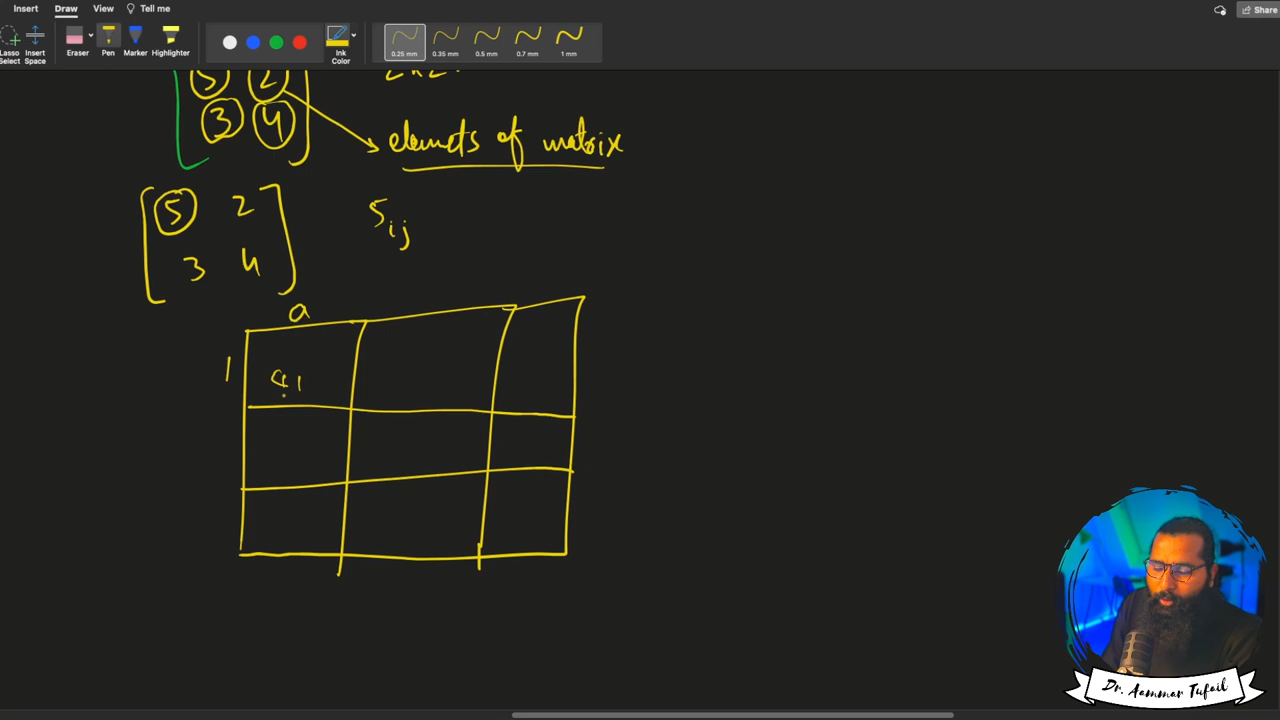 Insert Draw View Tell me
Share
Lasso Select
Insert Space
Eraser
Pen
Marker
Highlighter
0.25 mm
0.35 mm
0.5 mm
0.7 mm
1 mm
Ink Color
5 2
3 4
elements of matrix
5 2
3 4
5ij
a
1
Dr. Aammar Tufail